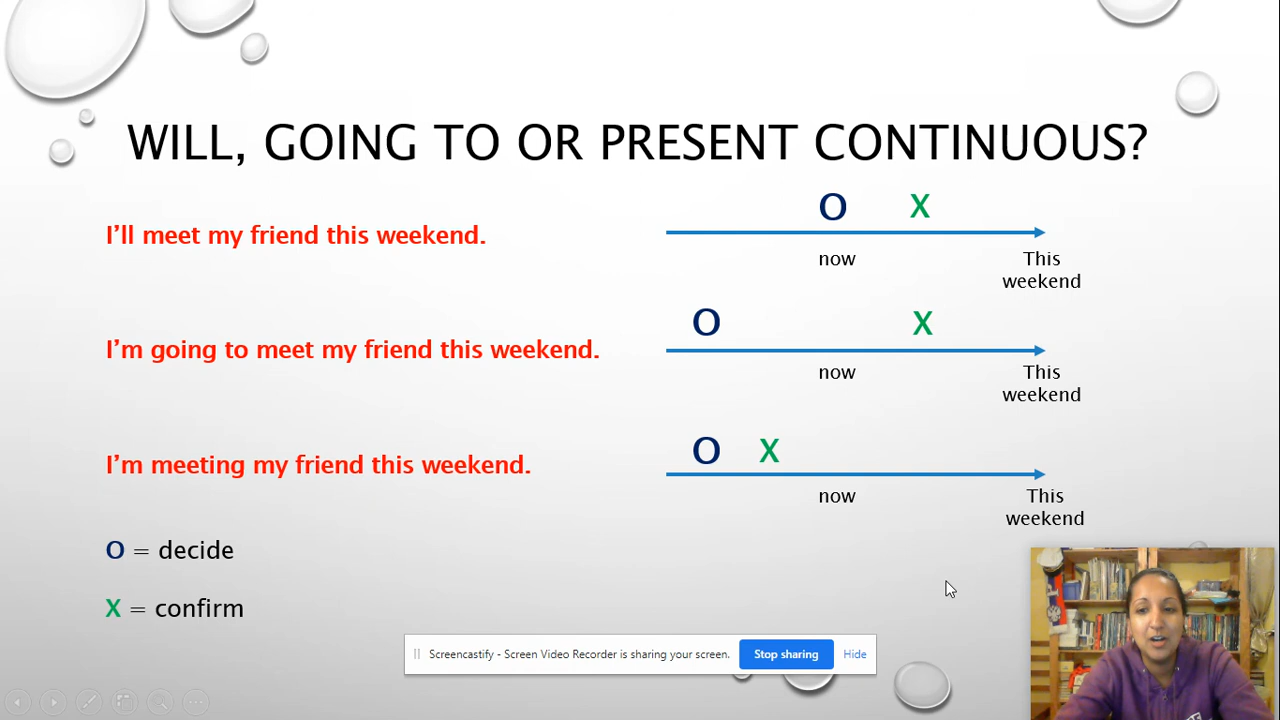 WILL, GOING TO OR PRESENT CONTINUOUS?
O X
I'll meet my friend this weekend.
now
This
weekend
O X
I'm going to meet my friend this weekend.
now
This
weekend
O X
I'm meeting my friend this weekend.
now
This
weekend
O = decide
X = confirm
Screencastify - Screen Video Recorder is sharing your screen. Stop sharing Hide